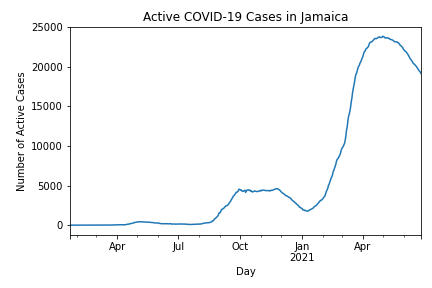 Active COVID-19 Cases in Jamaica
25000
20000
15000
10000
5000
0
Number of Active Cases
Apr Jul Oct Jan Apr
2021
Day